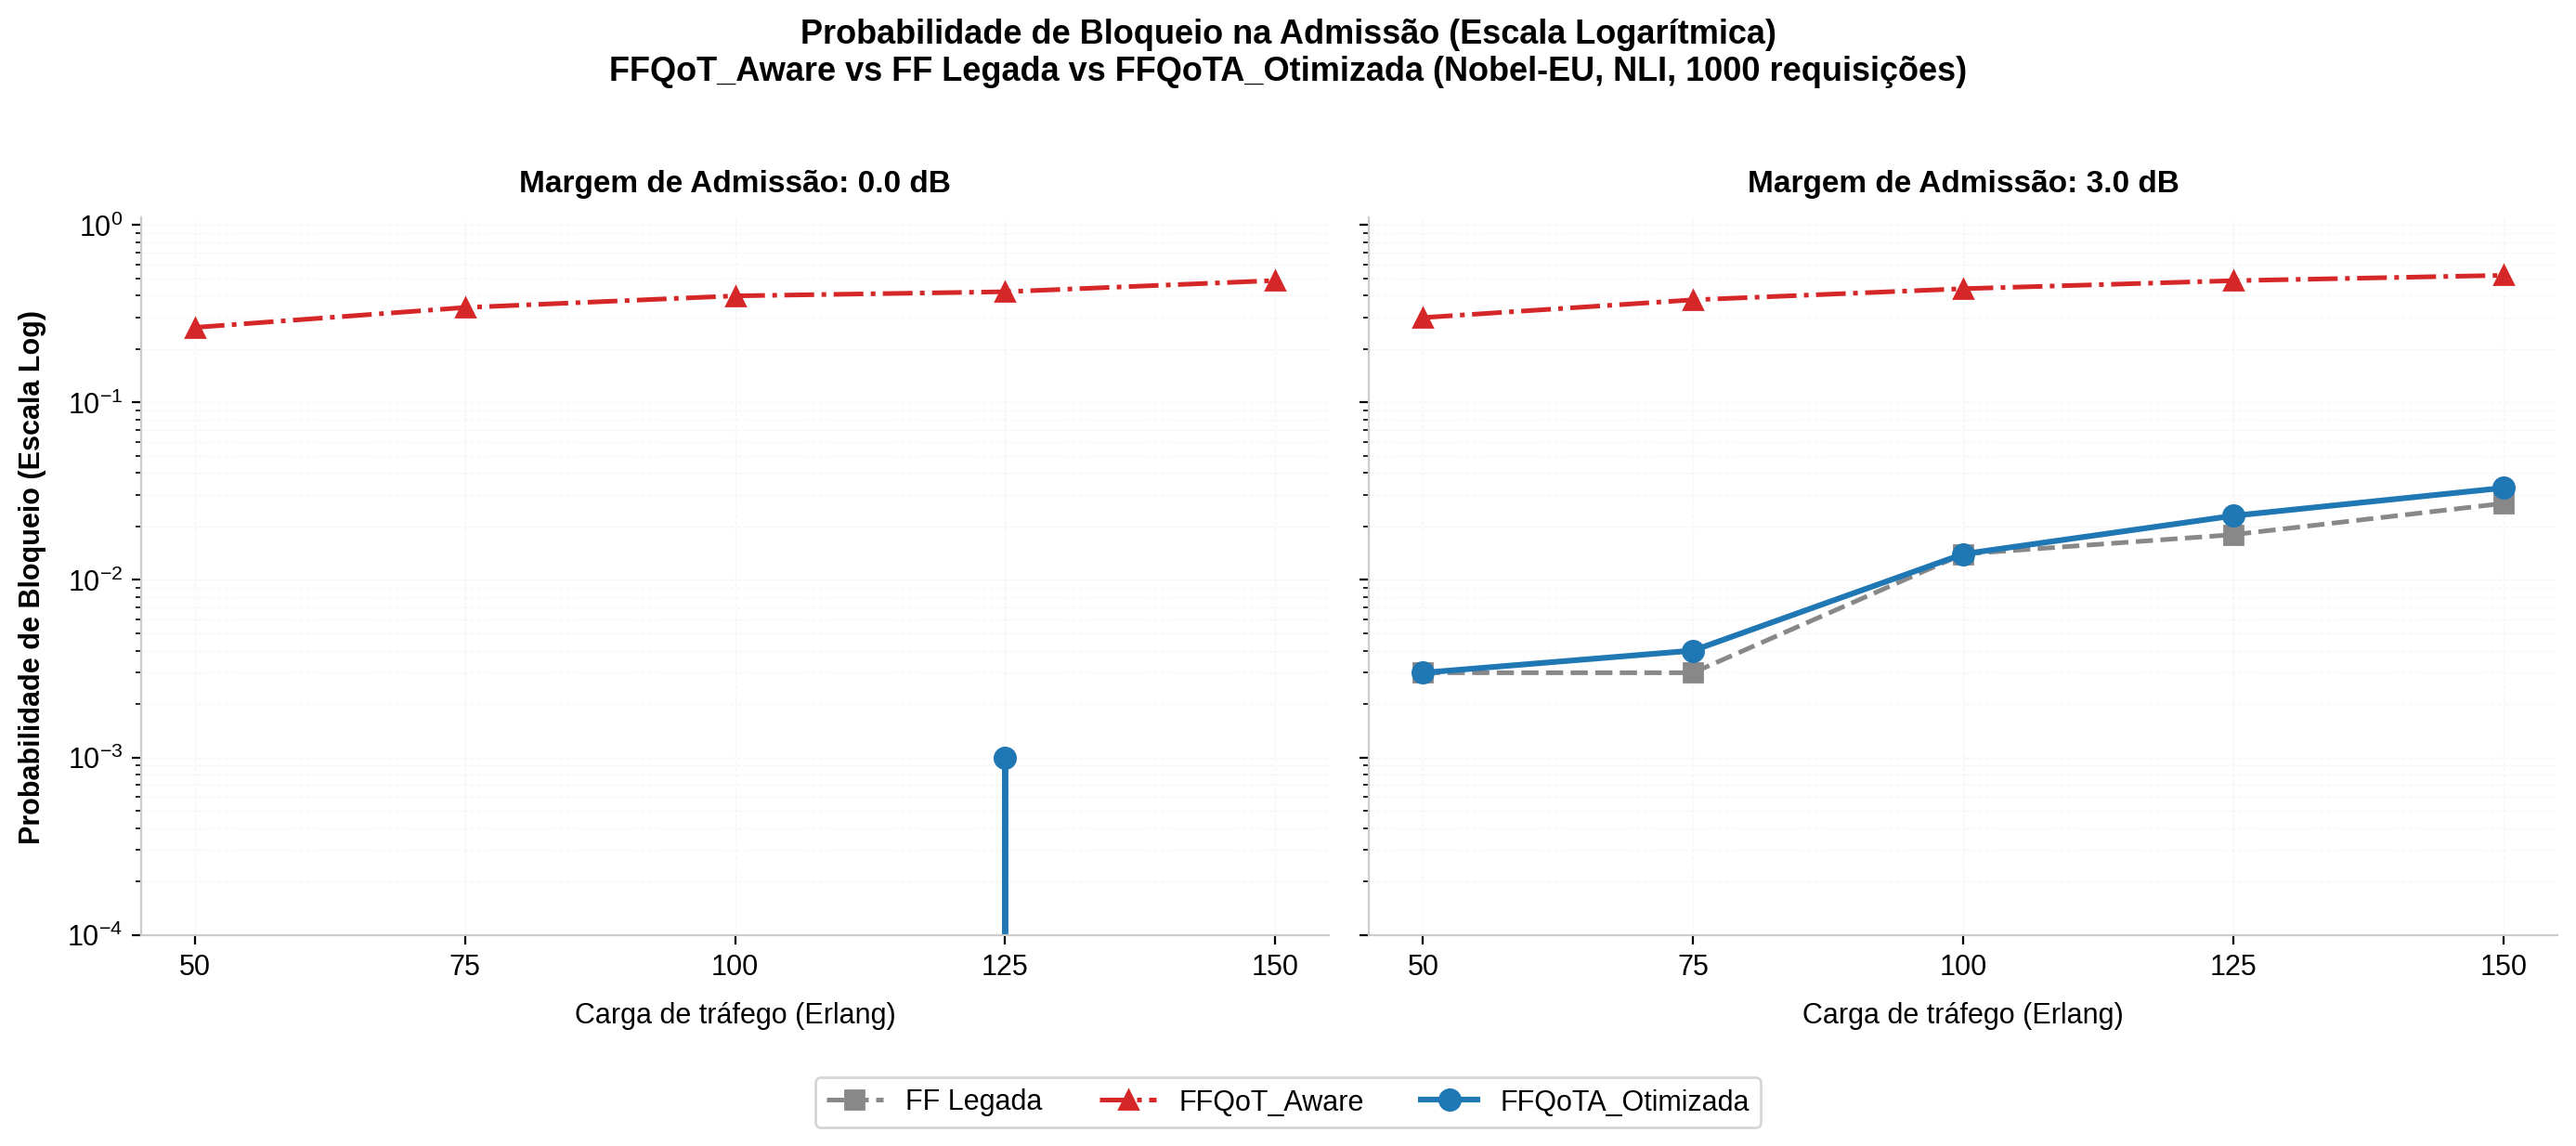 Probabilidade de Bloqueio na Admissão (Escala Logarítmica)
FFQoT_Aware vs FF Legada vs FFQoTA_Otimizada (Nobel-EU, NLI, 1000 requisições)
Margem de Admissão: 0.0 dB
Margem de Admissão: 3.0 dB
Probabilidade de Bloqueio (Escala Log)
10⁰
10⁻¹
10⁻²
10⁻³
10⁻⁴
50 75 100 125 150
50 75 100 125 150
Carga de tráfego (Erlang)
Carga de tráfego (Erlang)
FF Legada FFQoT_Aware FFQoTA_Otimizada